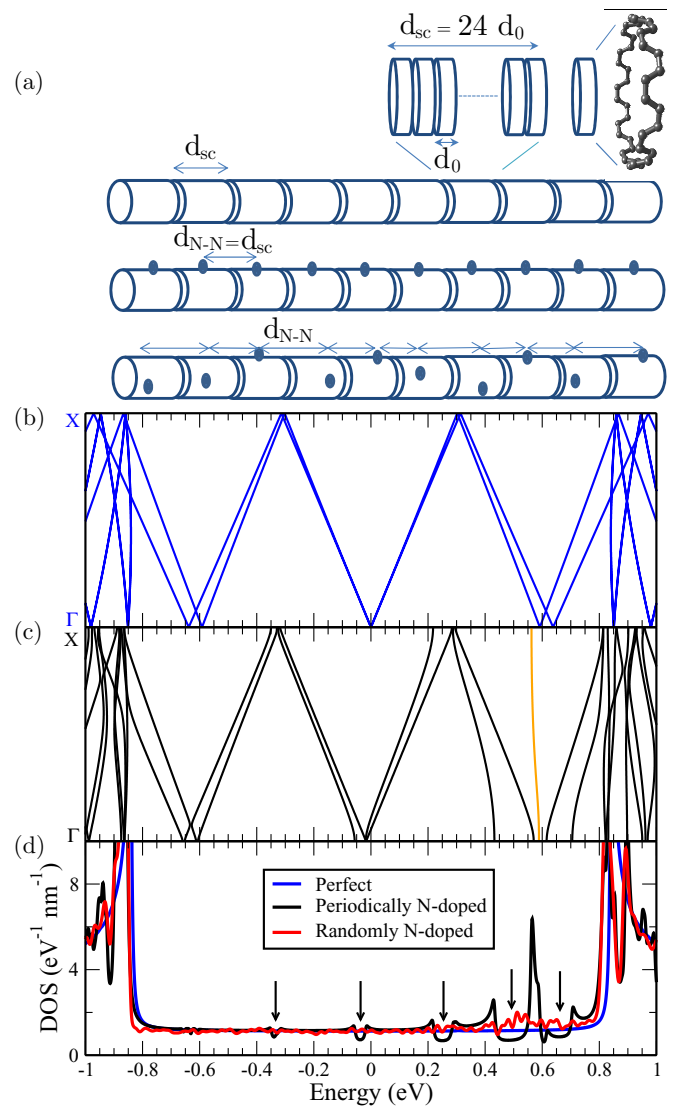 (a)
d_sc = 24 d_0
d_0
d_sc
d_N-N = d_sc
d_N-N
(b)
X
Γ
(c)
X
Γ
(d)
DOS (eV⁻¹ nm⁻¹)
8
4
0
Perfect
Periodically N-doped
Randomly N-doped
-1 -0.8 -0.6 -0.4 -0.2 0 0.2 0.4 0.6 0.8 1
Energy (eV)